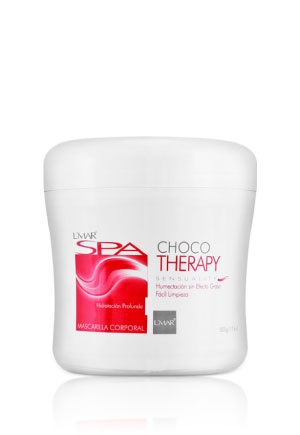 L'MAR
SPA
Hidratación Profunda
MASCARILLA CORPORAL
CHOCO
THERAPY
SENSUALITY
Humectación sin Efecto Graso
Fácil Limpieza
L'MAR